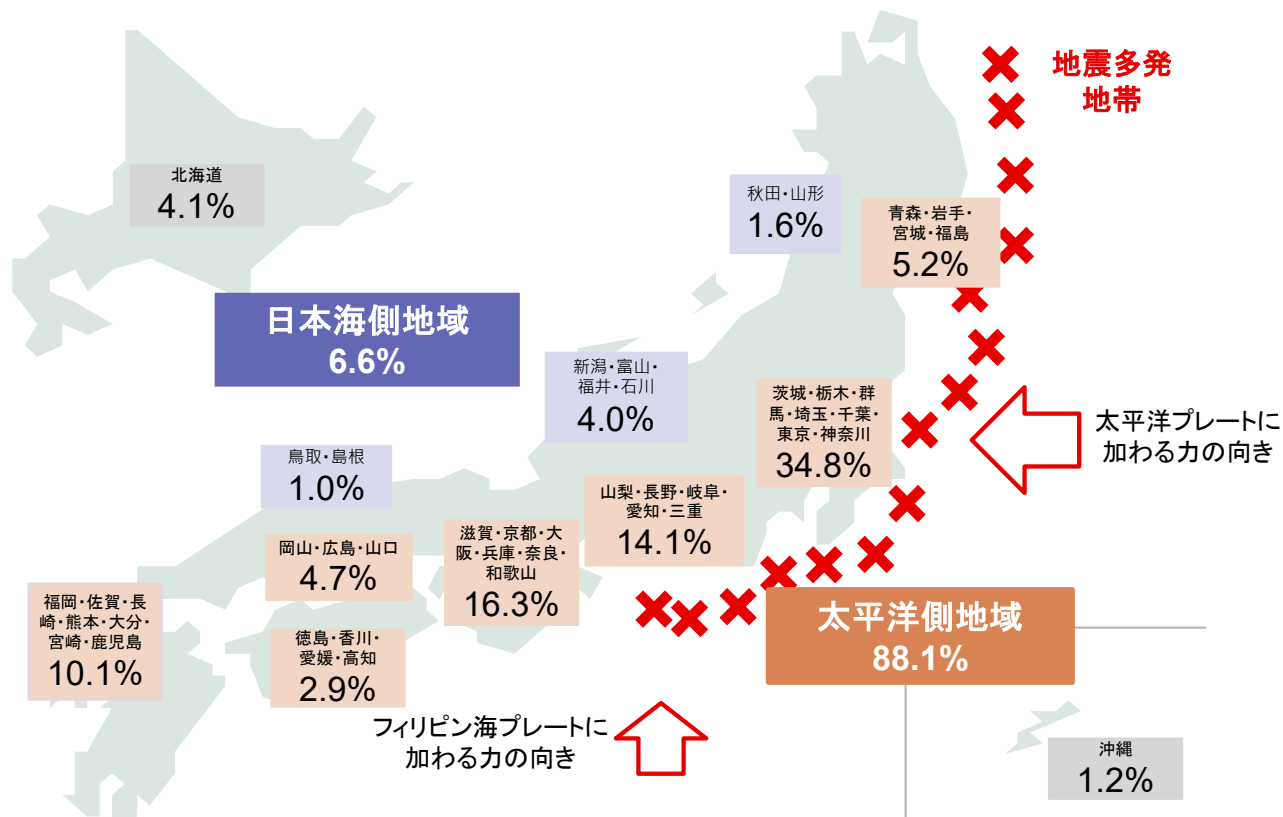 地震多発
地帯
北海道
4.1%
秋田・山形
1.6%
青森・岩手・
宮城・福島
5.2%
日本海側地域
6.6%
新潟・富山・
福井・石川
4.0%
茨城・栃木・群
馬・埼玉・千葉・
東京・神奈川
34.8%
太平洋プレートに
加わる力の向き
鳥取・島根
1.0%
山梨・長野・岐阜・
愛知・三重
14.1%
岡山・広島・山口
4.7%
滋賀・京都・大
阪・兵庫・奈良・
和歌山
16.3%
福岡・佐賀・長
崎・熊本・大分・
宮崎・鹿児島
10.1%
徳島・香川・
愛媛・高知
2.9%
太平洋側地域
88.1%
フィリピン海プレートに
加わる力の向き
沖縄
1.2%